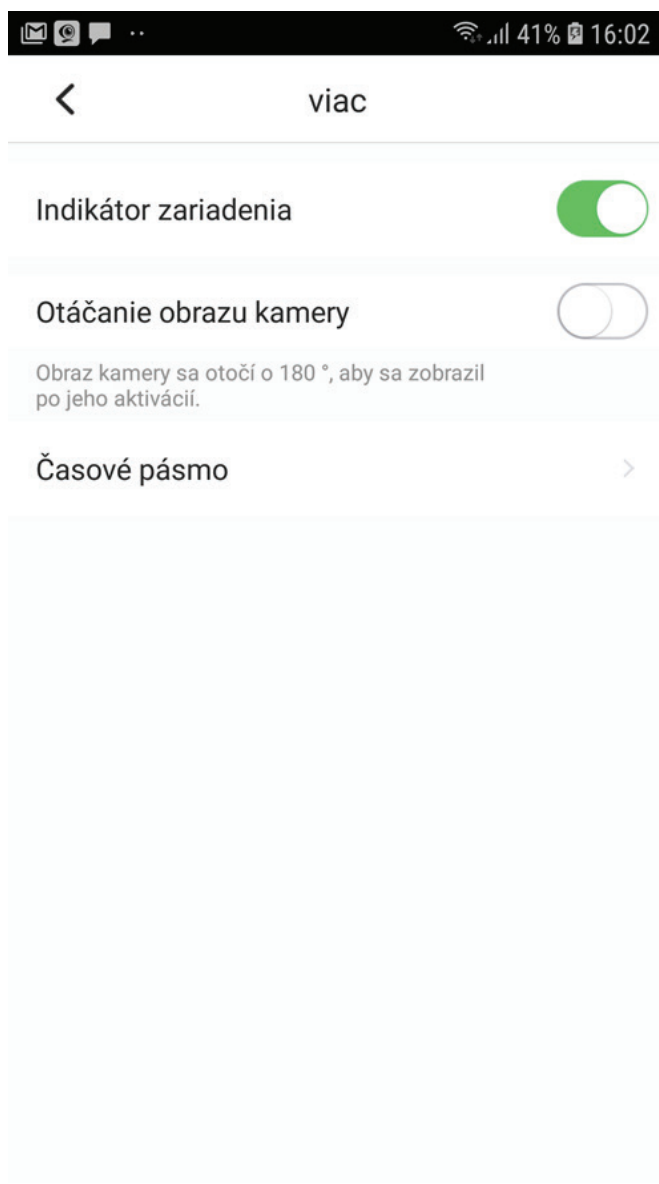 41% 16:02
viac
Indikátor zariadenia
Otáčanie obrazu kamery
Obraz kamery sa otočí o 180 °, aby sa zobrazil
po jeho aktivácií.
Časové pásmo